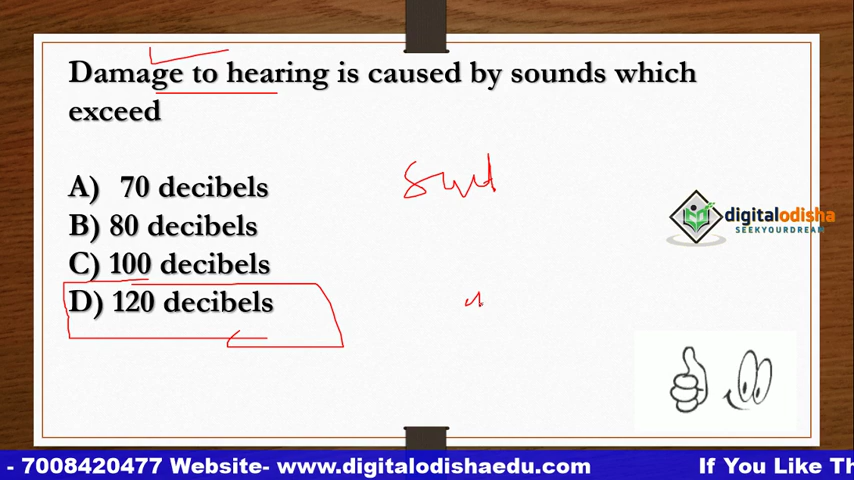 Damage to hearing is caused by sounds which
exceed
A) 70 decibels
B) 80 decibels
C) 100 decibels
D) 120 decibels
digitalodisha
SEEKYOURDREAM
- 7008420477 Website- www.digitalodishaedu.com If You Like Th